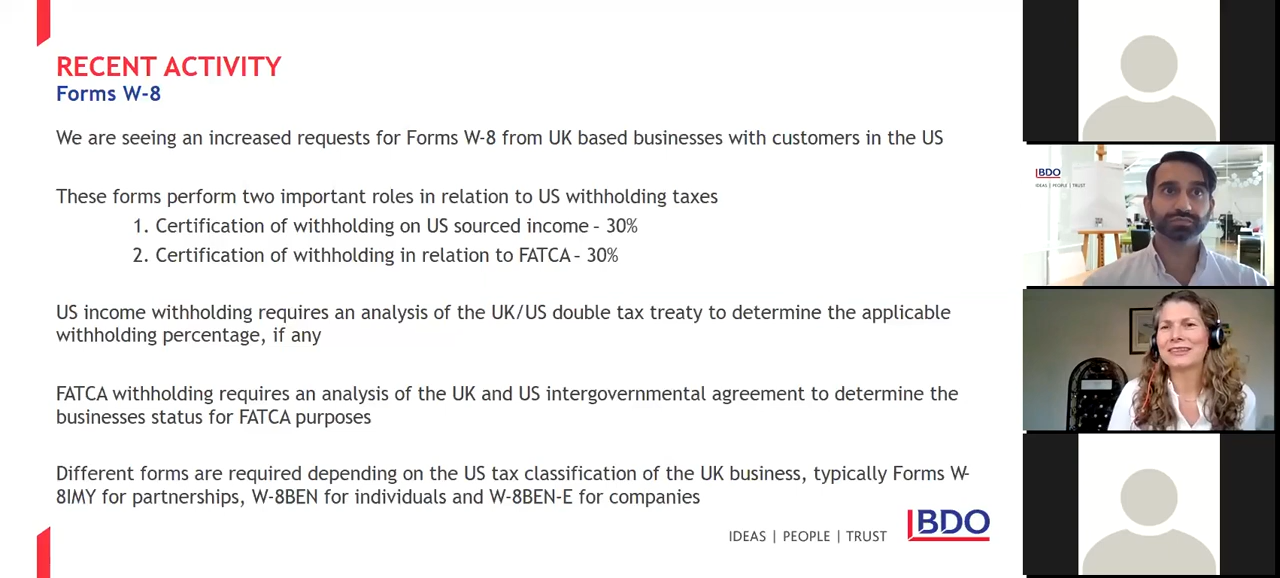 RECENT ACTIVITY
Forms W-8
We are seeing an increased requests for Forms W-8 from UK based businesses with customers in the US
These forms perform two important roles in relation to US withholding taxes
1. Certification of withholding on US sourced income – 30%
2. Certification of withholding in relation to FATCA – 30%
US income withholding requires an analysis of the UK/US double tax treaty to determine the applicable
withholding percentage, if any
FATCA withholding requires an analysis of the UK and US intergovernmental agreement to determine the
businesses status for FATCA purposes
Different forms are required depending on the US tax classification of the UK business, typically Forms W-
8IMY for partnerships, W-8BEN for individuals and W-8BEN-E for companies
IDEAS | PEOPLE | TRUST
BDO
BDO
IDEAS | PEOPLE | TRUST